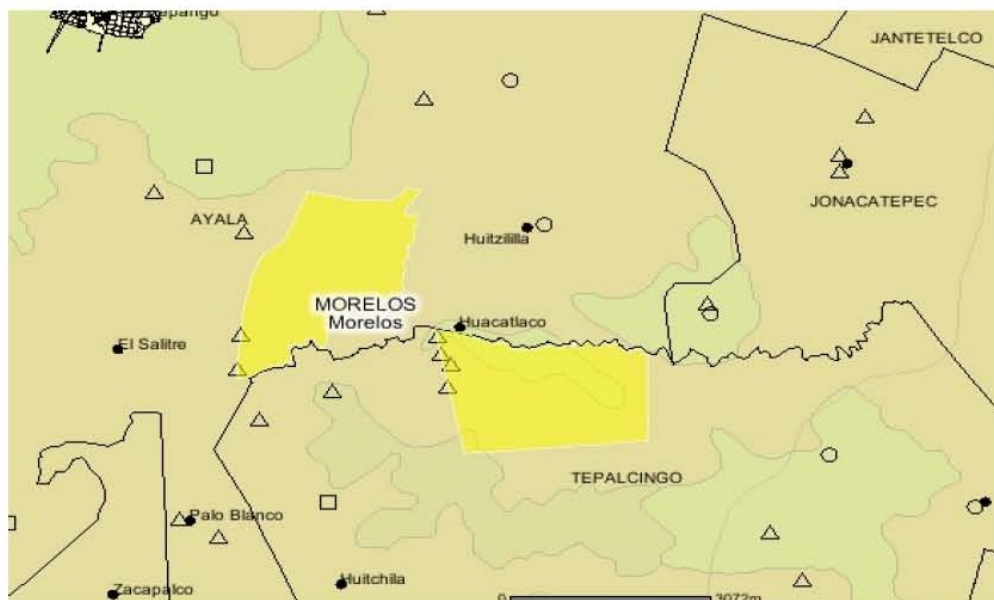 JANTETELCO
AYALA
JONACATEPEC
Huitzililla
MORELOS
Morelos
Huacatlaco
El Salitre
TEPALCINGO
Palo Blanco
Huitchila
Zacapalco
0 3072m